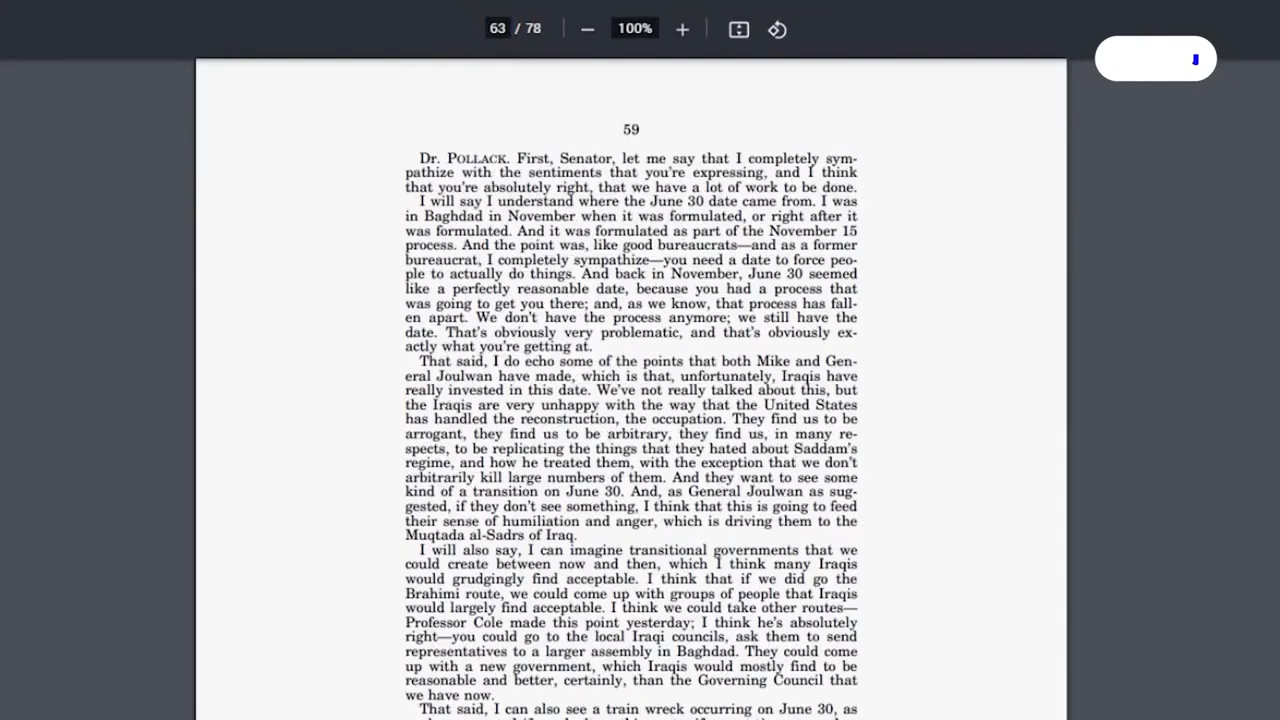 63 / 78
100%
59
Dr. POLLACK. First, Senator, let me say that I completely sym-
pathize with the sentiments that you're expressing, and I think
that you're absolutely right, that we have a lot of work to be done.
I will say I understand where the June 30 date came from. I was
in Baghdad in November when it was formulated, or right after it
was formulated. And it was formulated as part of the November 15
process. And the point was, like good bureaucrats—and as a former
bureaucrat, I completely sympathize—you need a date to force peo-
ple to actually do things. And back in November, June 30 seemed
like a perfectly reasonable date, because you had a process that
was going to get you there; and, as we know, that process has fall-
en apart. We don't have the process anymore; we still have the
date. That's obviously very problematic, and that's obviously ex-
actly what you're getting at.
That said, I do echo some of the points that both Mike and Gen-
eral Joulwan have made, which is that, unfortunately, Iraqis have
really invested in this date. We've not really talked about this, but
the Iraqis are very unhappy with the way that the United States
has handled the reconstruction, the occupation. They find us to be
arrogant, they find us to be arbitrary, they find us, in many re-
spects, to be replicating the things that they hated about Saddam's
regime, and how he treated them, with the exception that we don't
arbitrarily kill large numbers of them. And they want to see some
kind of a transition on June 30. And, as General Joulwan as sug-
gested, if they don't see something, I think that this is going to feed
their sense of humiliation and anger, which is driving them to the
Muqtada al-Sadrs of Iraq.
I will also say, I can imagine transitional governments that we
could create between now and then, which I think many Iraqis
would grudgingly find acceptable. I think that if we did go the
Brahimi route, we could come up with groups of people that Iraqis
would largely find acceptable. I think we could take other routes—
Professor Cole made this point yesterday; I think he's absolutely
right—you could go to the local Iraqi councils, ask them to send
representatives to a larger assembly in Baghdad. They could come
up with a new government, which Iraqis would mostly find to be
reasonable and better, certainly, than the Governing Council that
we have now.
That said, I can also see a train wreck occurring on June 30, as